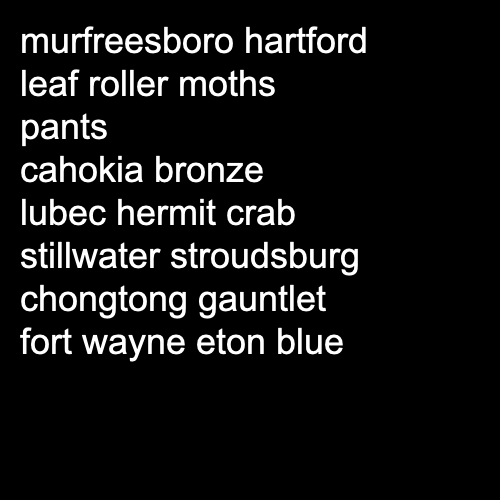 murfreesboro hartford
leaf roller moths
pants
cahokia bronze
lubec hermit crab
stillwater stroudsburg
chongtong gauntlet
fort wayne eton blue